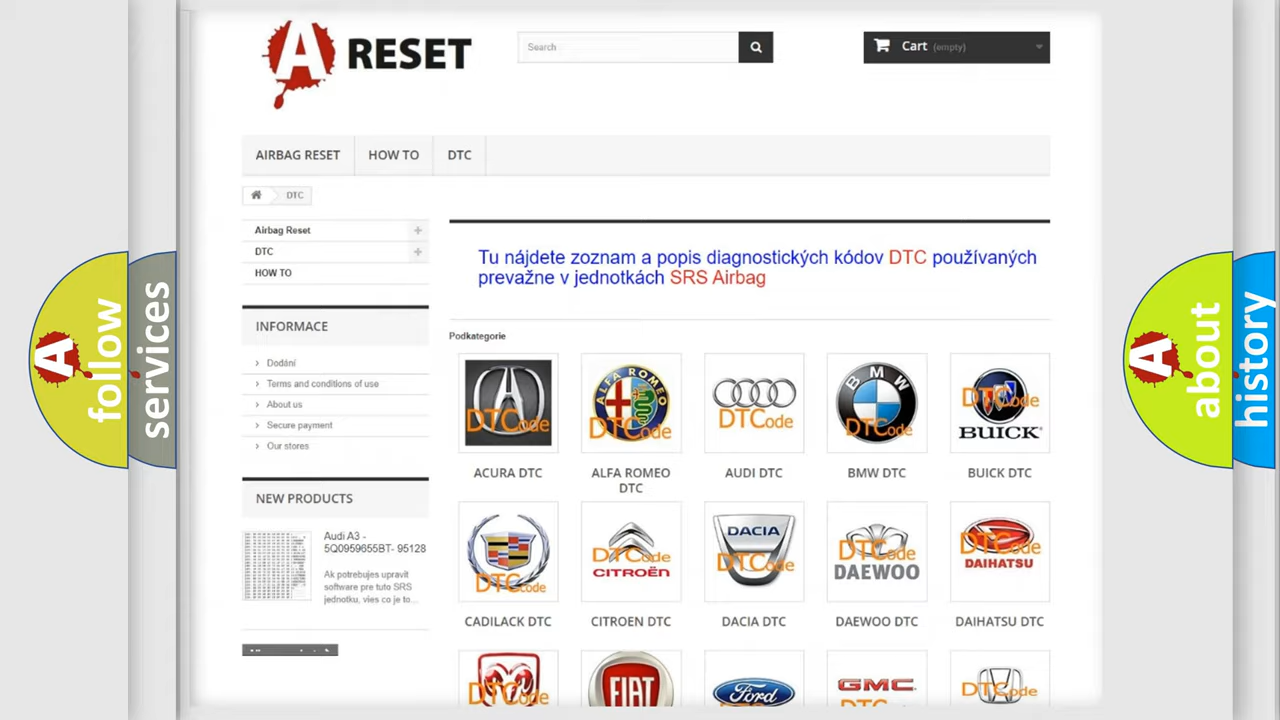 A RESET
Search
Cart (empty)
AIRBAG RESET
HOW TO
DTC
DTC
Airbag Reset
DTC
HOW TO
INFORMACE
Dodání
Terms and conditions of use
About us
Secure payment
Our stores
NEW PRODUCTS
Audi A3 -
5Q0959655BT- 95128
Ak potrebujes upravit
software pre tuto SRS
jednotku, vies co je to...
Tu nájdete zoznam a popis diagnostických kódov DTC používaných
prevažne v jednotkách SRS Airbag
Podkategorie
DTCode
ALFA ROMEO
DTCode
DTCode
BMW
DTCode
DTCode
BUICK
ACURA DTC
ALFA ROMEO
DTC
AUDI DTC
BMW DTC
BUICK DTC
DTCode
DTCode
CITROËN
DACIA
DTCode
DTCode
DAEWOO
DTCode
DAIHATSU
CADILACK DTC
CITROEN DTC
DACIA DTC
DAEWOO DTC
DAIHATSU DTC
DTCode
FIAT
Ford
GMC
DTCode
A follow
services
A about
history